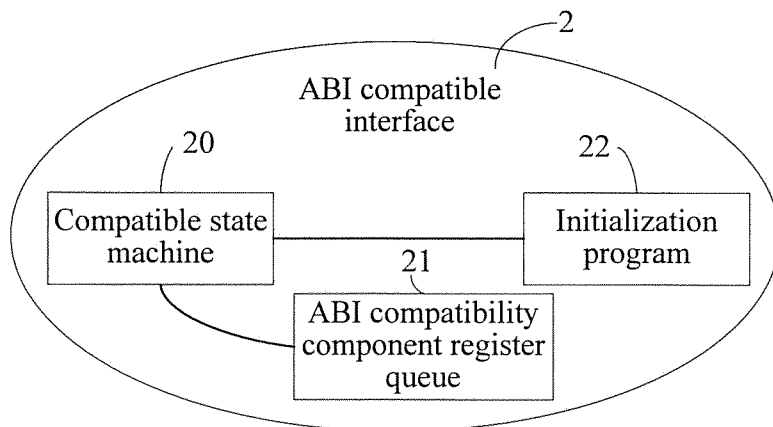 2
ABI compatible
interface
20
22
Compatible state
machine
Initialization
program
21
ABI compatibility
component register
queue